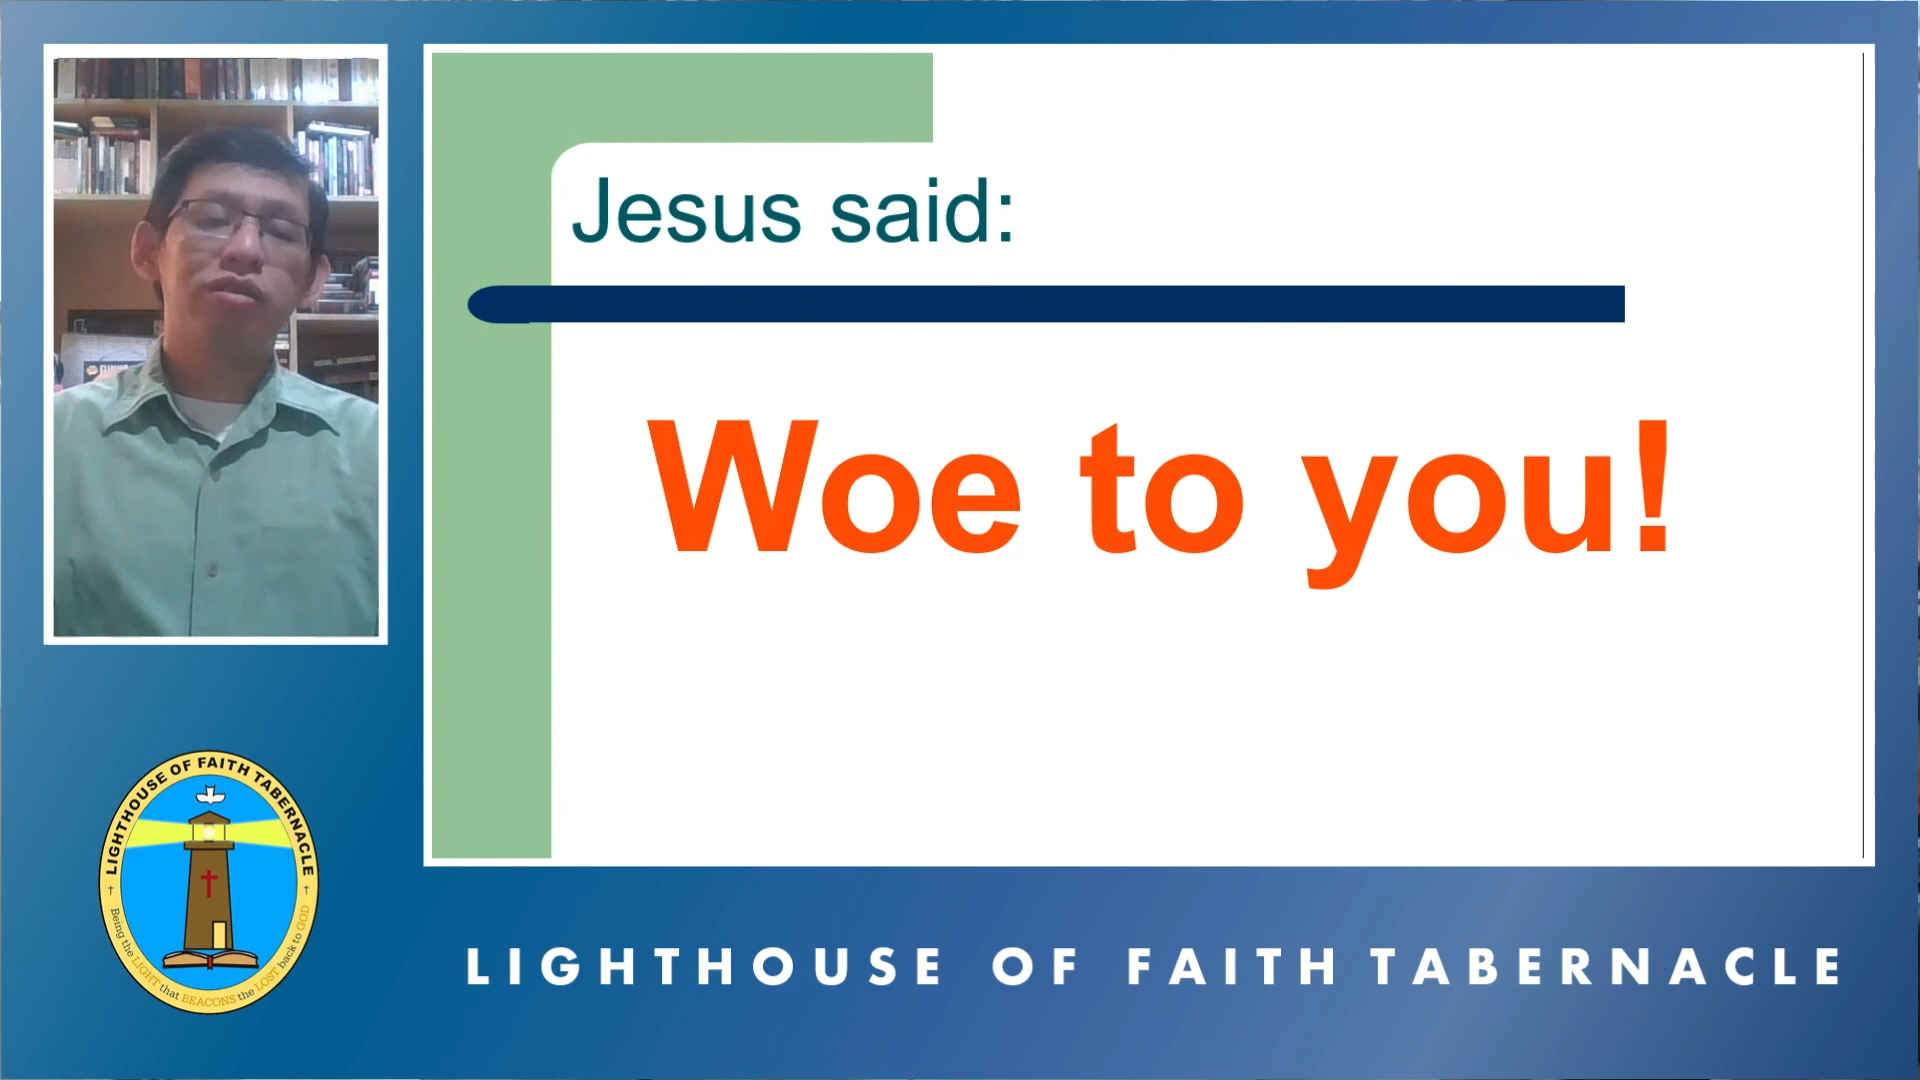 Jesus said:
Woe to you!
LIGHTHOUSE OF FAITH TABERNACLE
Being the LIGHT that BEACONS the LOST back to GOD
LIGHTHOUSE OF FAITH TABERNACLE